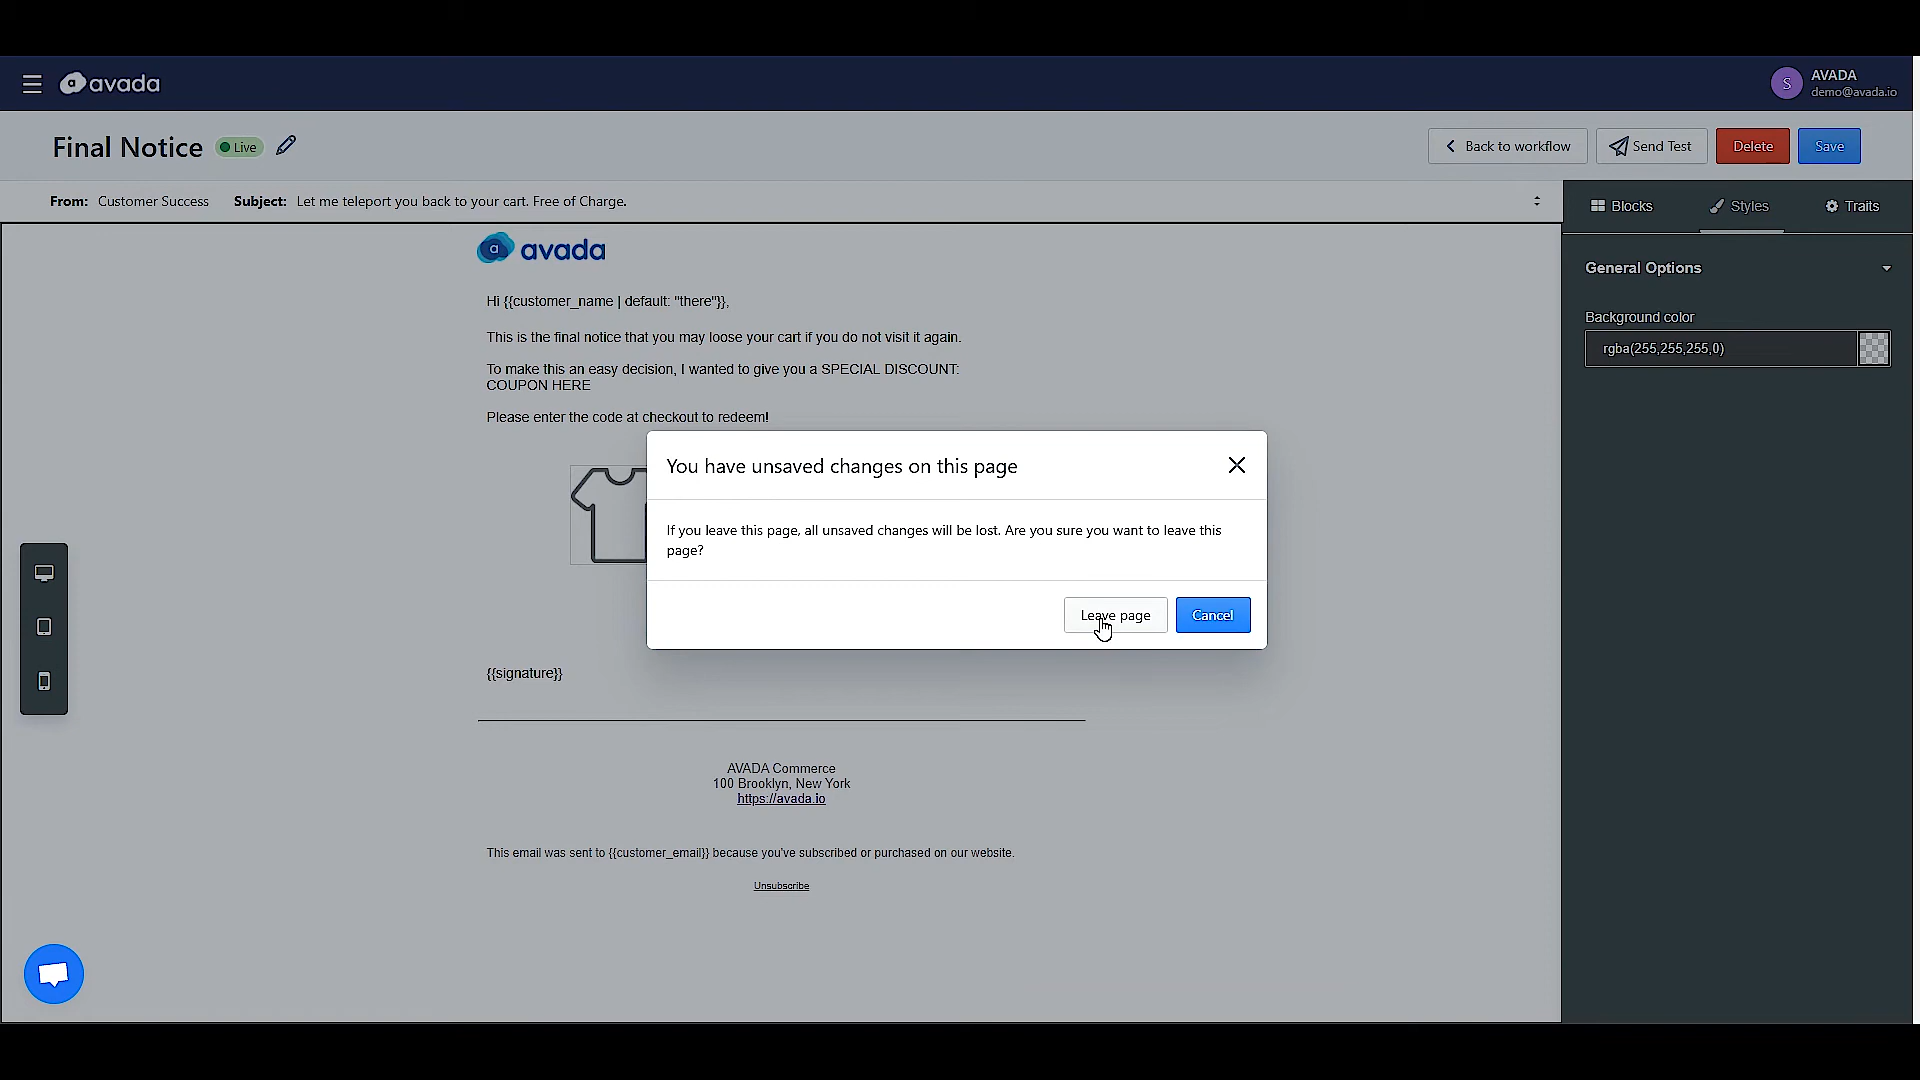 avada
S
AVADA
demo@avada.io
Final Notice
Live
Back to workflow
Send Test
Delete
Save
From: Customer Success Subject: Let me teleport you back to your cart. Free of Charge.
Blocks
Styles
Traits
a avada
General Options
Background color
rgba(255,255,255,0)
Hi {{customer_name | default: "there"}},
This is the final notice that you may loose your cart if you do not visit it again.
To make this an easy decision, I wanted to give you a SPECIAL DISCOUNT:
COUPON HERE
Please enter the code at checkout to redeem!
You have unsaved changes on this page
If you leave this page, all unsaved changes will be lost. Are you sure you want to leave this
page?
Leave page
Cancel
{{signature}}
AVADA Commerce
100 Brooklyn, New York
https://avada.io
This email was sent to {{customer_email}} because you've subscribed or purchased on our website.
Unsubscribe